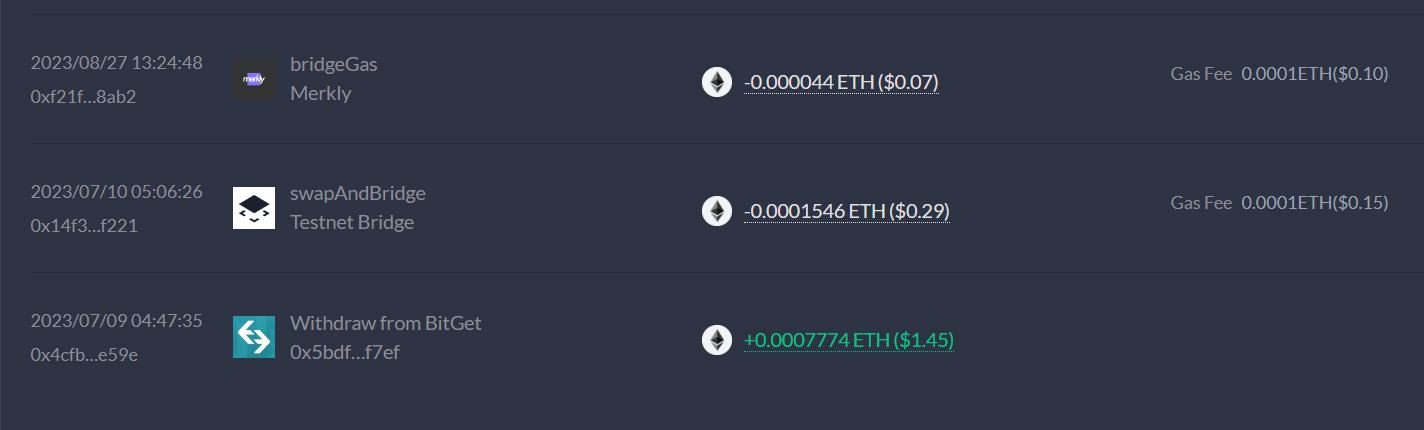 2023/08/27 13:24:48
0xf21f...8ab2
merkly
bridgeGas
Merkly
-0.000044 ETH ($0.07)
Gas Fee 0.0001ETH($0.10)
2023/07/10 05:06:26
0x14f3...f221
swapAndBridge
Testnet Bridge
-0.0001546 ETH ($0.29)
Gas Fee 0.0001ETH($0.15)
2023/07/09 04:47:35
0x4cfb...e59e
Withdraw from BitGet
0x5bdf...f7ef
+0.0007774 ETH ($1.45)